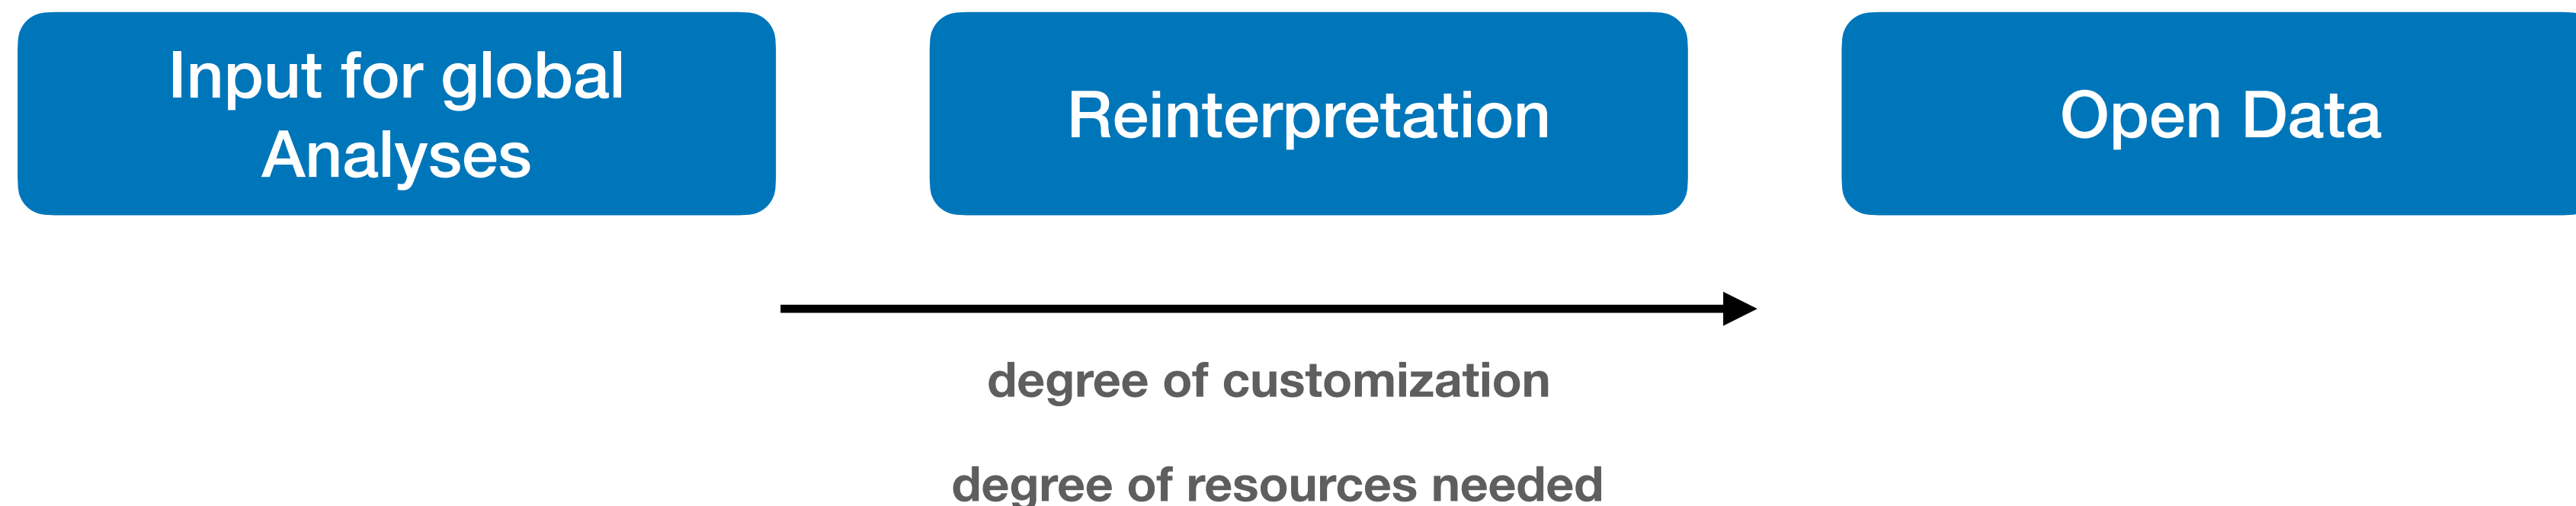 Input for global
Analyses
Reinterpretation
Open Data
degree of customization
degree of resources needed